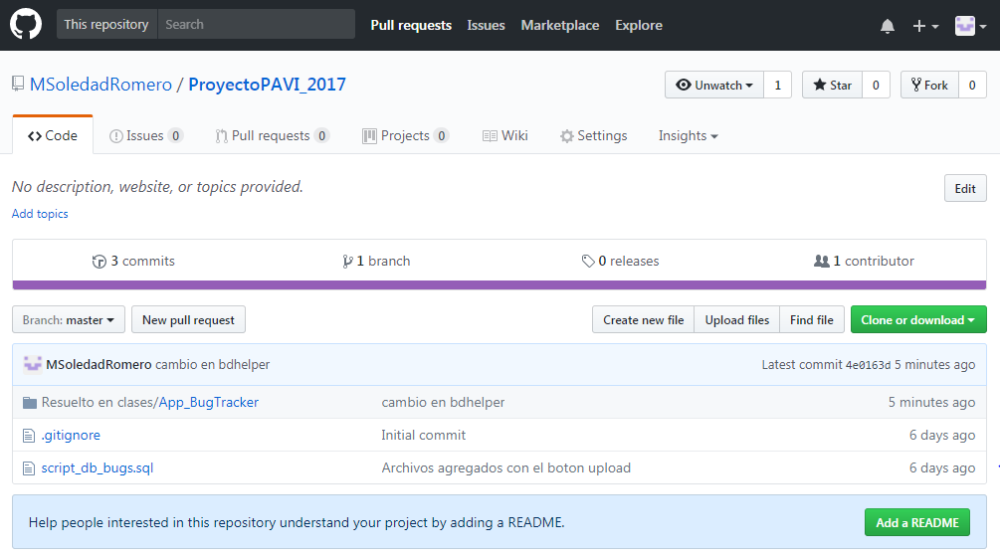 This repository Search Pull requests Issues Marketplace Explore
MSoledadRomero / ProyectoPAVI_2017 Unwatch 1 Star 0 Fork 0
Code Issues 0 Pull requests 0 Projects 0 Wiki Settings Insights
No description, website, or topics provided. Edit
Add topics
3 commits 1 branch 0 releases 1 contributor
Branch: master New pull request Create new file Upload files Find file Clone or download
MSoledadRomero cambio en bdhelper Latest commit 4e0163d 5 minutes ago
Resuelto en clases/App_BugTracker cambio en bdhelper 5 minutes ago
.gitignore Initial commit 6 days ago
script_db_bugs.sql Archivos agregados con el boton upload 6 days ago
Help people interested in this repository understand your project by adding a README. Add a README